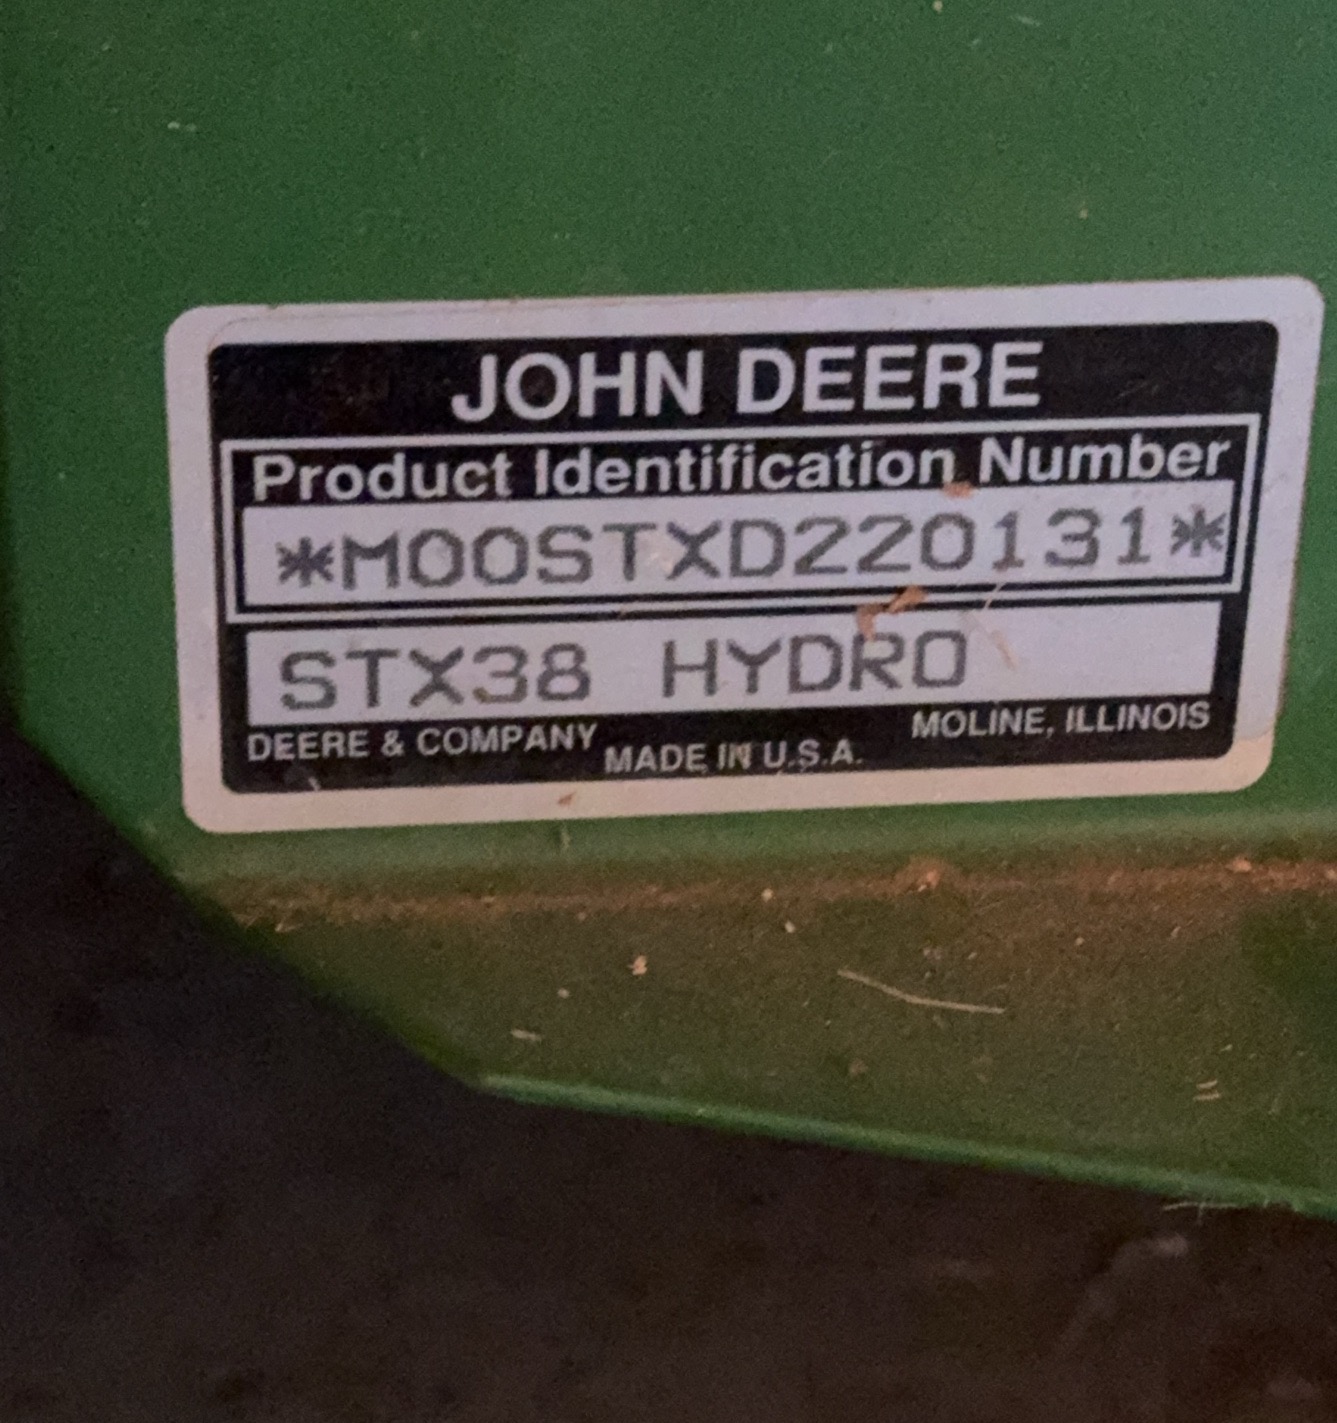 JOHN DEERE
Product Identification Number
*M00STXD220131*
STX38 HYDRO
DEERE & COMPANY MADE IN U.S.A. MOLINE, ILLINOIS